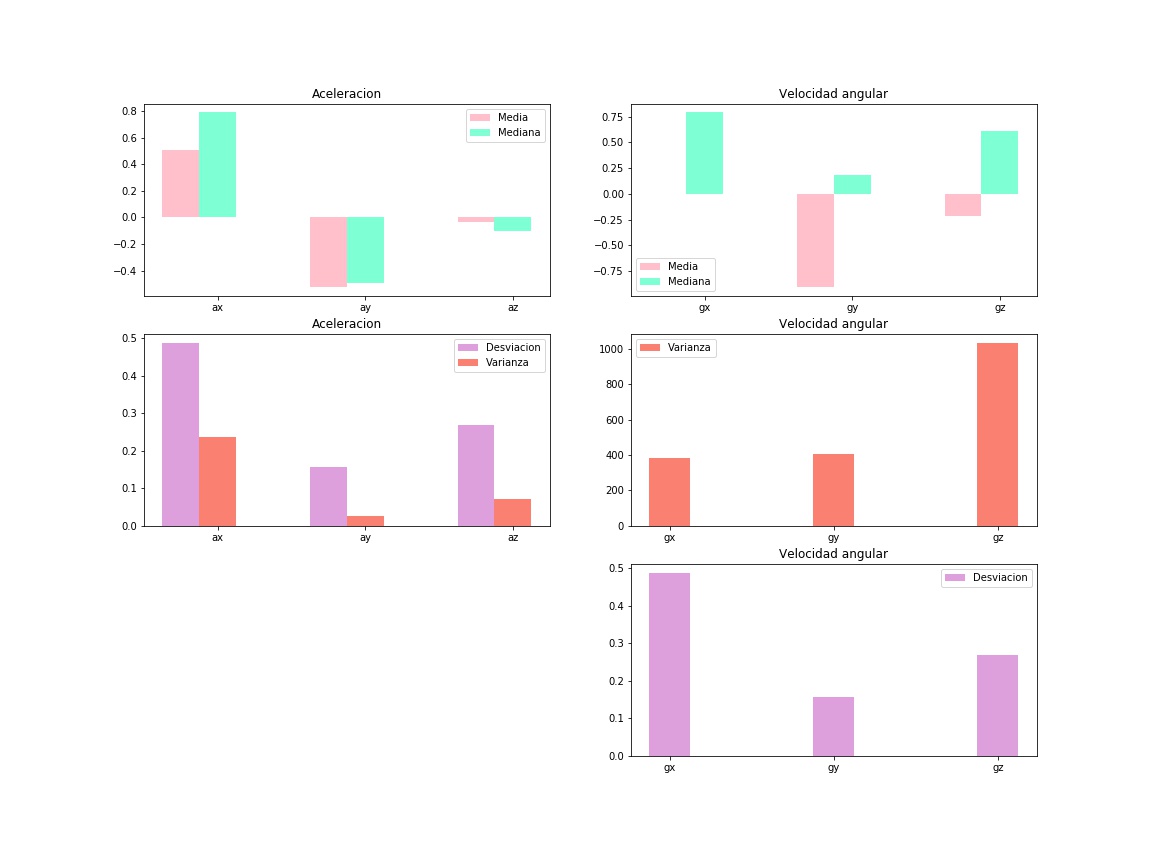 Aceleracion
0.8
0.6
0.4
0.2
0.0
−0.2
−0.4
Media
Mediana
ax
ay
az
Velocidad angular
0.75
0.50
0.25
0.00
−0.25
−0.50
−0.75
Media
Mediana
gx
gy
gz
Aceleracion
0.5
0.4
0.3
0.2
0.1
0.0
Desviacion
Varianza
ax
ay
az
Velocidad angular
1000
800
600
400
200
0
Varianza
gx
gy
gz
Velocidad angular
0.5
0.4
0.3
0.2
0.1
0.0
Desviacion
gx
gy
gz